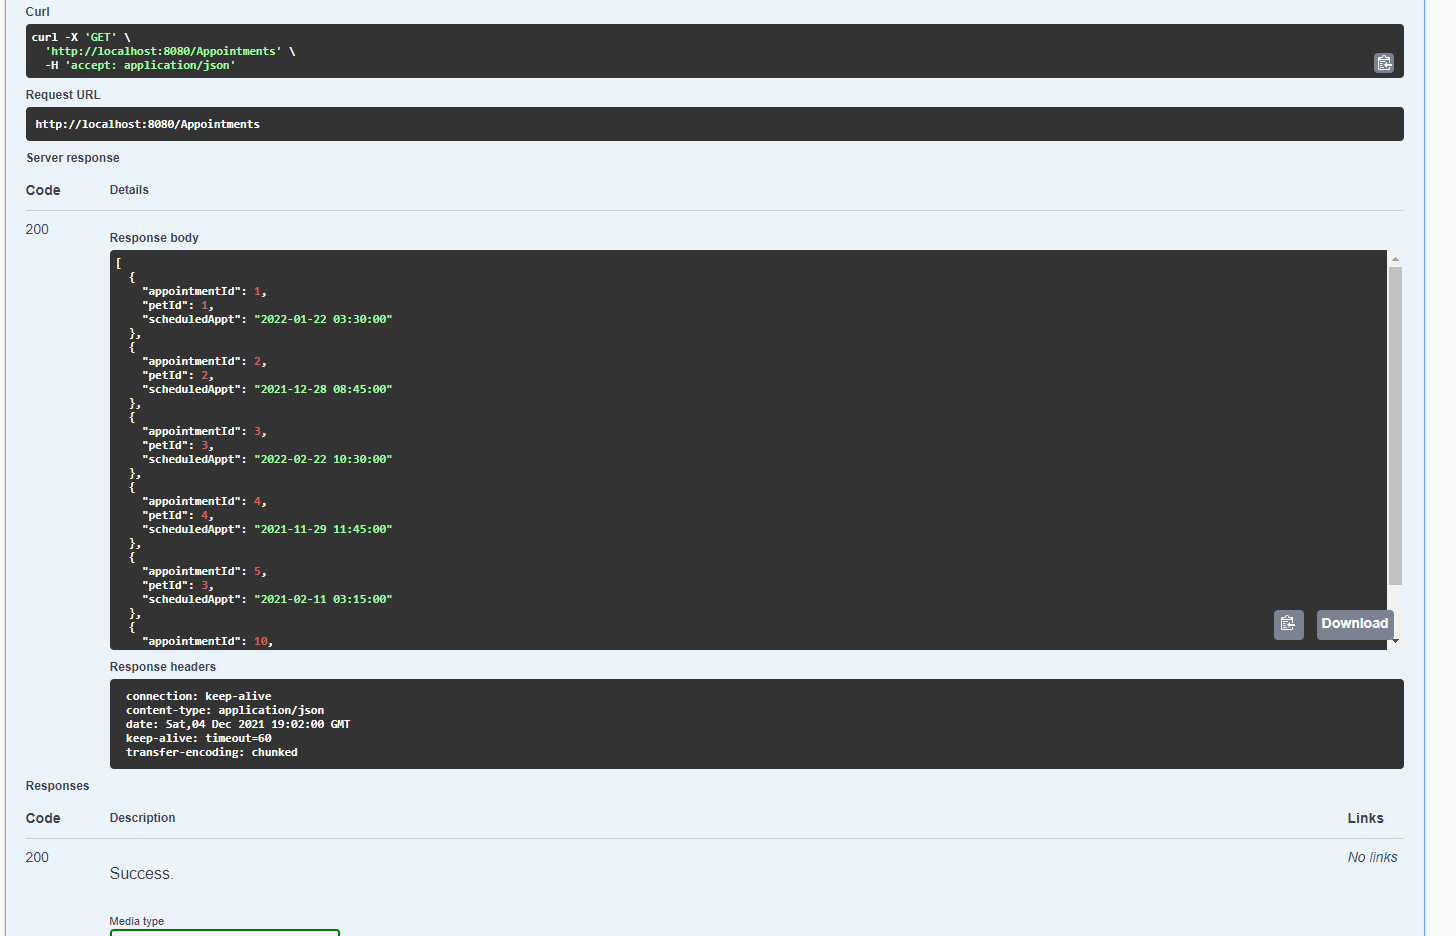 Curl
curl -X 'GET' \
  'http://localhost:8080/Appointments' \
  -H 'accept: application/json'
Request URL
http://localhost:8080/Appointments
Server response
Code Details
200
Response body
[
  {
    "appointmentId": 1,
    "petId": 1,
    "scheduledAppt": "2022-01-22 03:30:00"
  },
  {
    "appointmentId": 2,
    "petId": 2,
    "scheduledAppt": "2021-12-28 08:45:00"
  },
  {
    "appointmentId": 3,
    "petId": 3,
    "scheduledAppt": "2022-02-22 10:30:00"
  },
  {
    "appointmentId": 4,
    "petId": 4,
    "scheduledAppt": "2021-11-29 11:45:00"
  },
  {
    "appointmentId": 5,
    "petId": 3,
    "scheduledAppt": "2021-02-11 03:15:00"
  },
  {
    "appointmentId": 10,
Download
Response headers
connection: keep-alive
content-type: application/json
date: Sat,04 Dec 2021 19:02:00 GMT
keep-alive: timeout=60
transfer-encoding: chunked
Responses
Code Description Links
200 No links
Success.
Media type